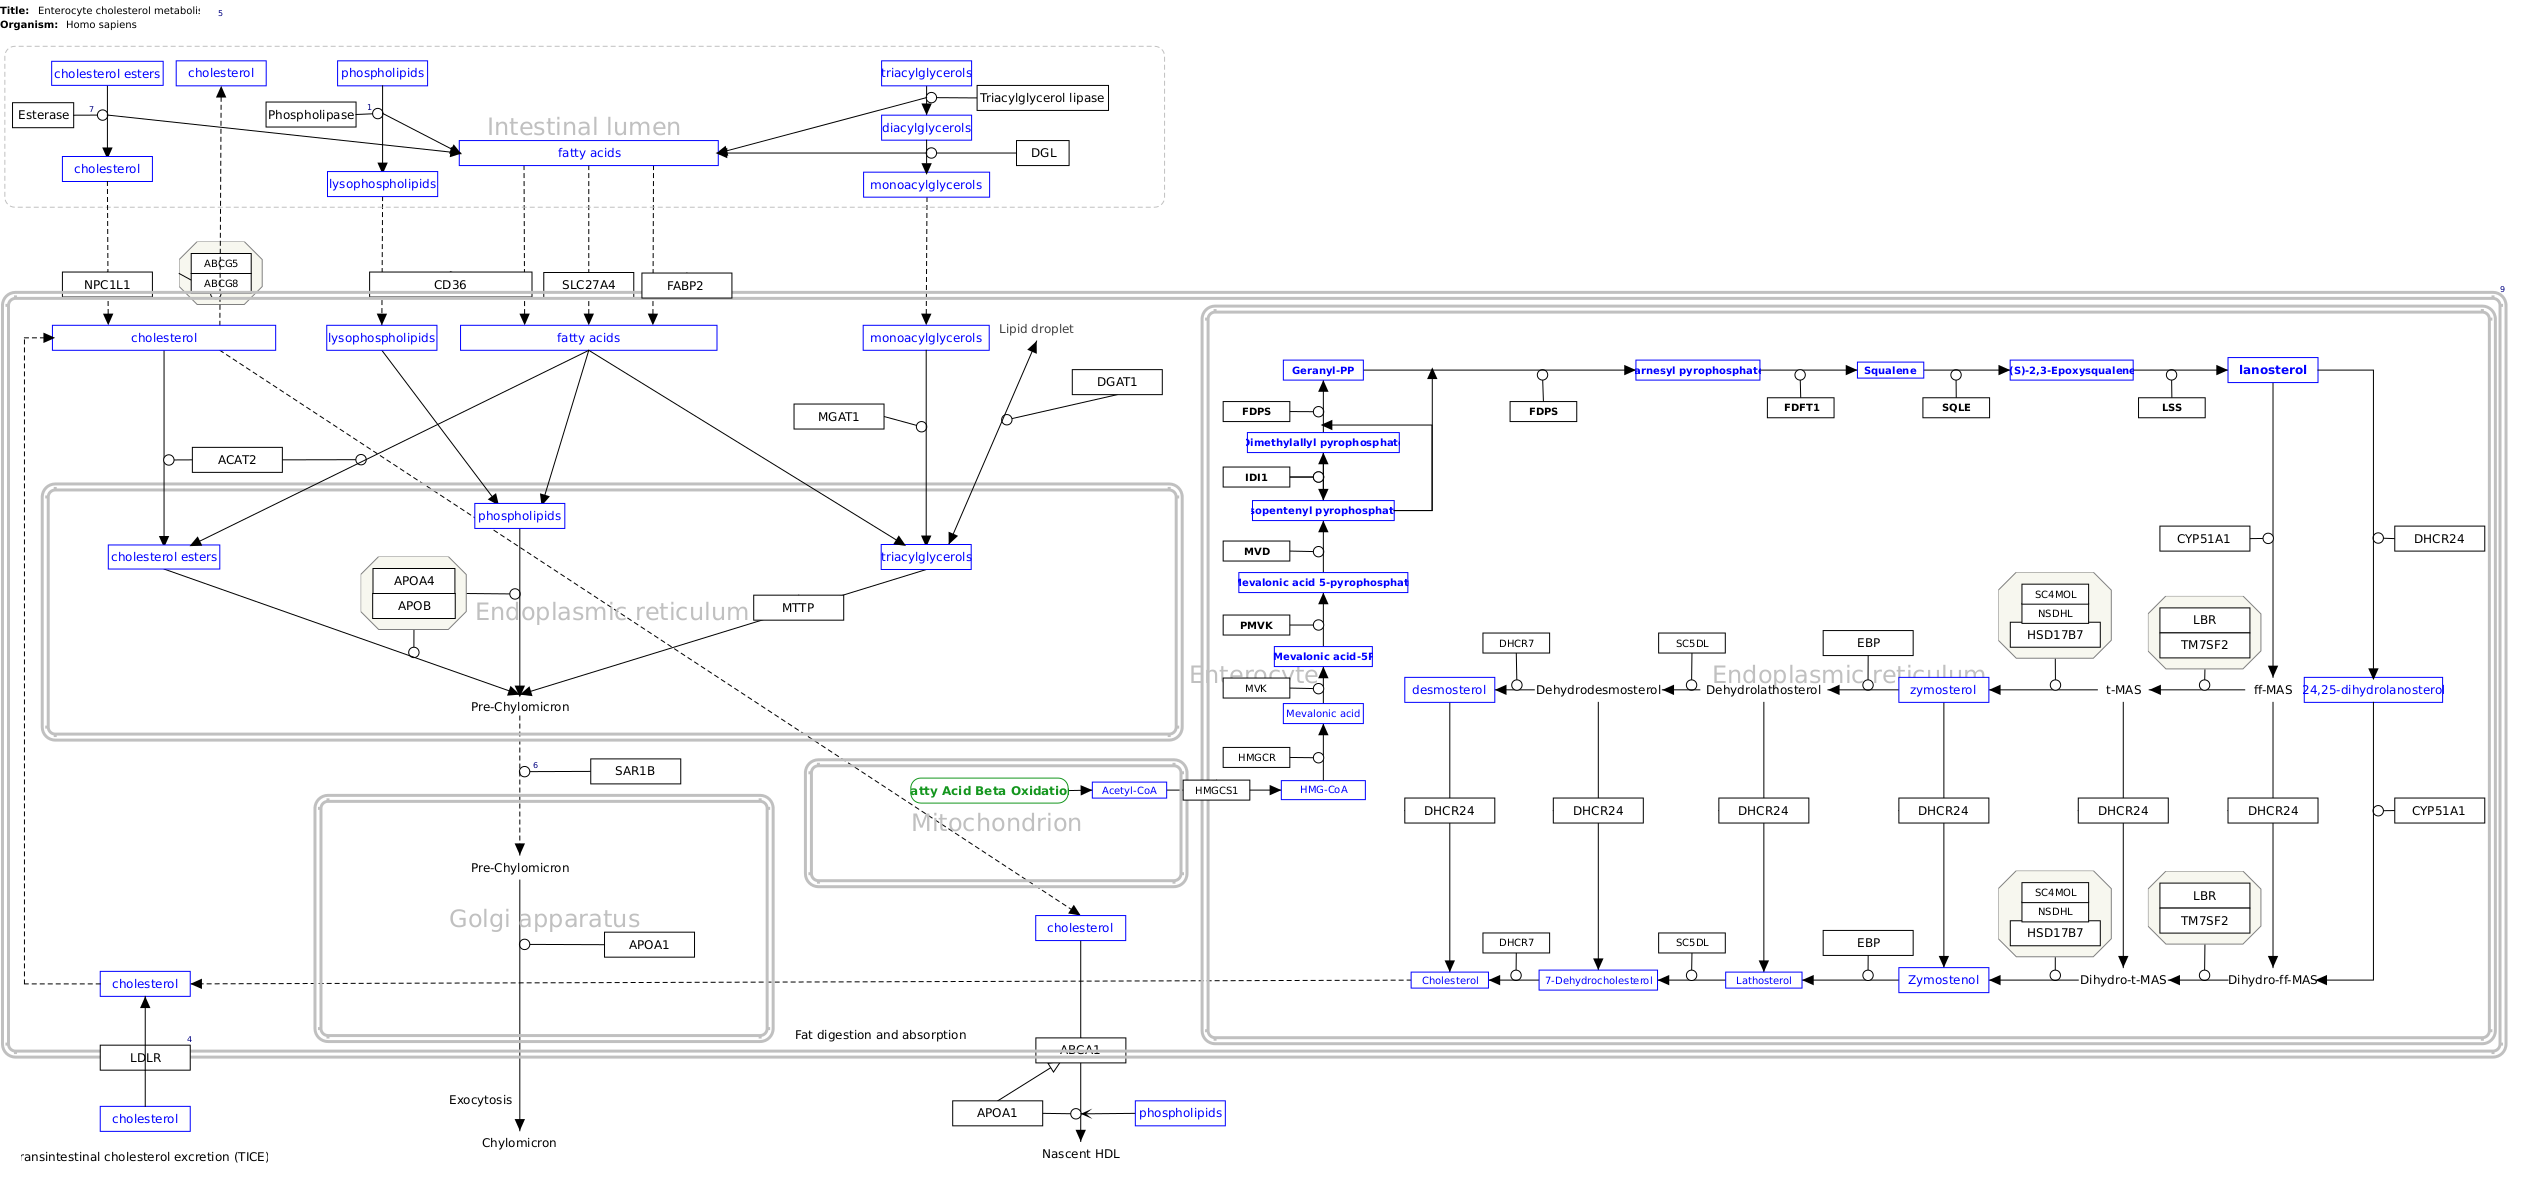 Title: Enterocyte cholesterol metabolis
5
Organism: Homo sapiens
cholesterol esters
cholesterol
phospholipids
triacylglycerols
Esterase
7
Phospholipase
1
Triacylglycerol lipase
Intestinal lumen
diacylglycerols
fatty acids
DGL
cholesterol
lysophospholipids
monoacylglycerols
ABCG5
ABCG8
NPC1L1
CD36
SLC27A4
FABP2
9
cholesterol
lysophospholipids
fatty acids
monoacylglycerols
Lipid droplet
DGAT1
MGAT1
ACAT2
phospholipids
cholesterol esters
triacylglycerols
APOA4
APOB
Endoplasmic reticulum
MTTP
Pre-Chylomicron
SAR1B
6
atty Acid Beta Oxidatio
Acetyl-CoA
HMGCS1
HMG-CoA
Mitochondrion
Pre-Chylomicron
Golgi apparatus
APOA1
cholesterol
cholesterol
Fat digestion and absorption
LDLR
4
ABCA1
Exocytosis
APOA1
phospholipids
cholesterol
Chylomicron
Nascent HDL
ransintestinal cholesterol excretion (TICE)
Geranyl-PP
arnesyl pyrophosphat
Squalene
(S)-2,3-Epoxysqualene
lanosterol
FDPS
FDPS
FDFT1
SQLE
LSS
Dimethylallyl pyrophosphat
IDI1
sopentenyl pyrophosphat
MVD
Mevalonic acid 5-pyrophosphat
PMVK
Mevalonic acid-5P
Enterocyte
MVK
Mevalonic acid
HMGCR
CYP51A1
DHCR24
SC4MOL
NSDHL
HSD17B7
LBR
TM7SF2
DHCR7
SC5DL
EBP
Endoplasmic reticulum
desmosterol
Dehydrodesmosterol
Dehydrolathosterol
zymosterol
t-MAS
ff-MAS
24,25-dihydrolanosterol
DHCR24
DHCR24
DHCR24
DHCR24
DHCR24
DHCR24
CYP51A1
SC4MOL
NSDHL
HSD17B7
LBR
TM7SF2
DHCR7
SC5DL
EBP
Cholesterol
7-Dehydrocholesterol
Lathosterol
Zymostenol
Dihydro-t-MAS
Dihydro-ff-MAS